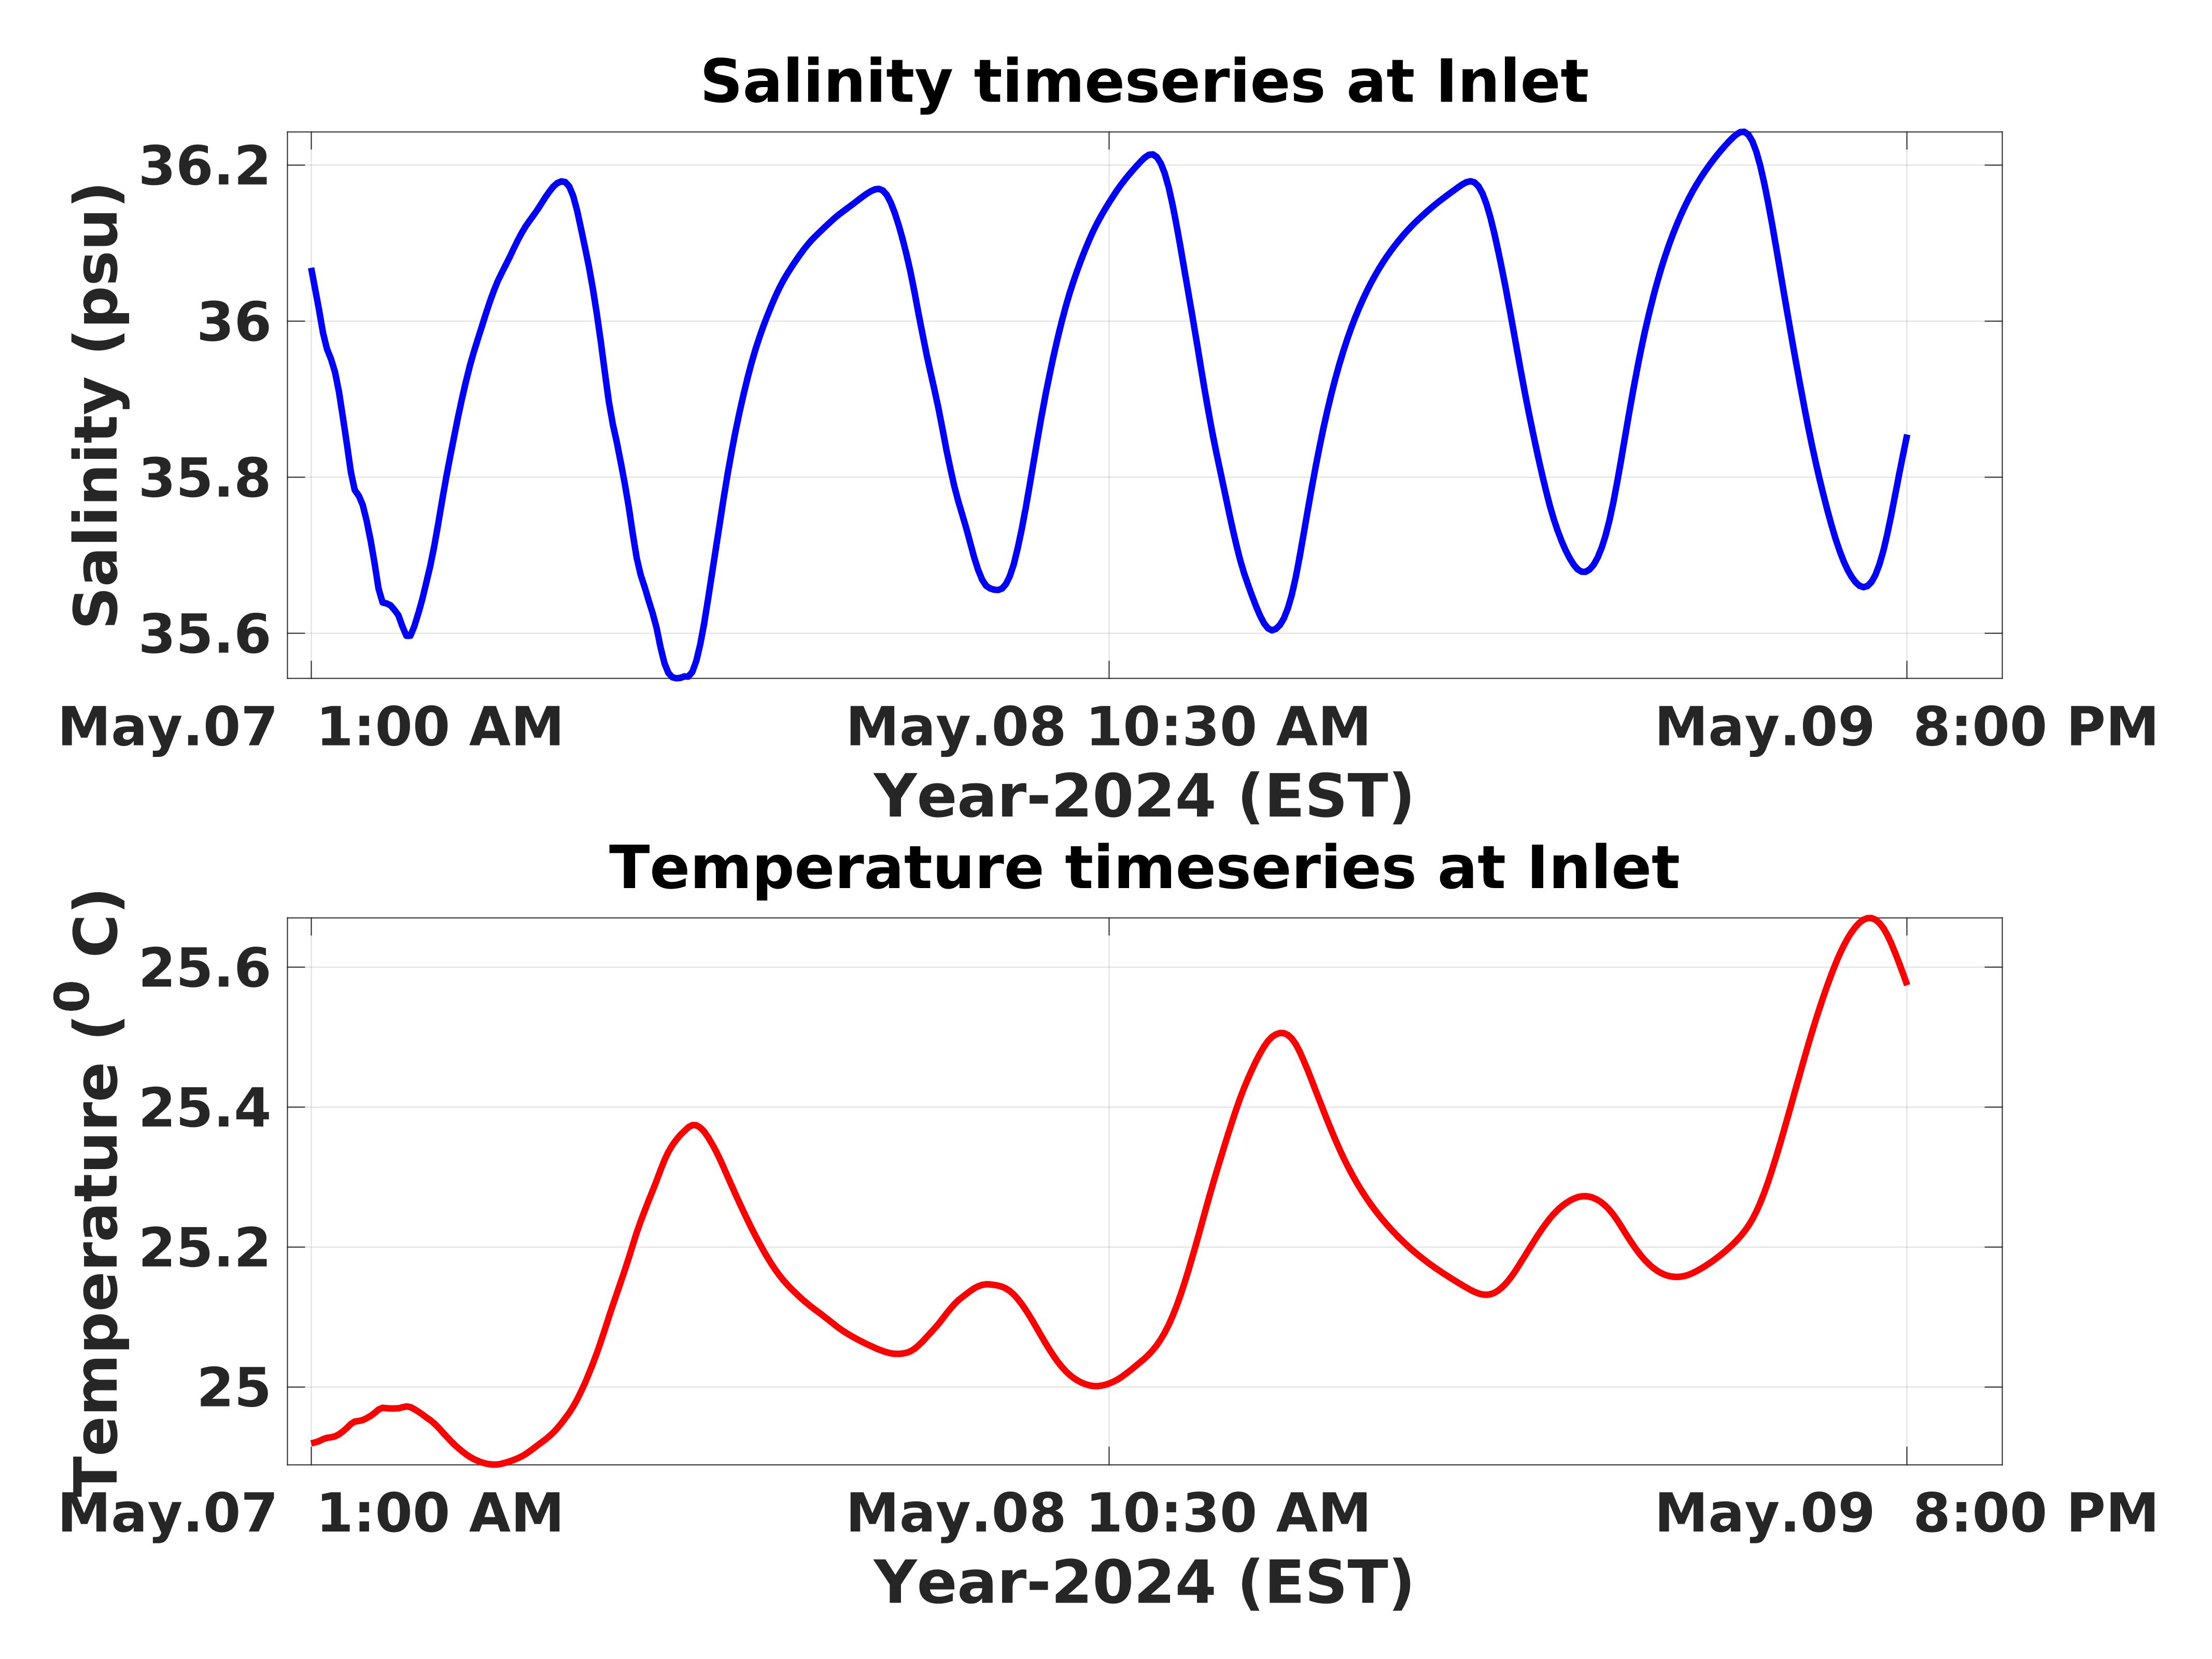 Salinity timeseries at Inlet
Salinity (psu)
36.2
36
35.8
35.6
May.07 1:00 AM
May.08 10:30 AM
May.09 8:00 PM
Year-2024 (EST)
Temperature timeseries at Inlet
Temperature (⁰ C)
25.6
25.4
25.2
25
May.07 1:00 AM
May.08 10:30 AM
May.09 8:00 PM
Year-2024 (EST)